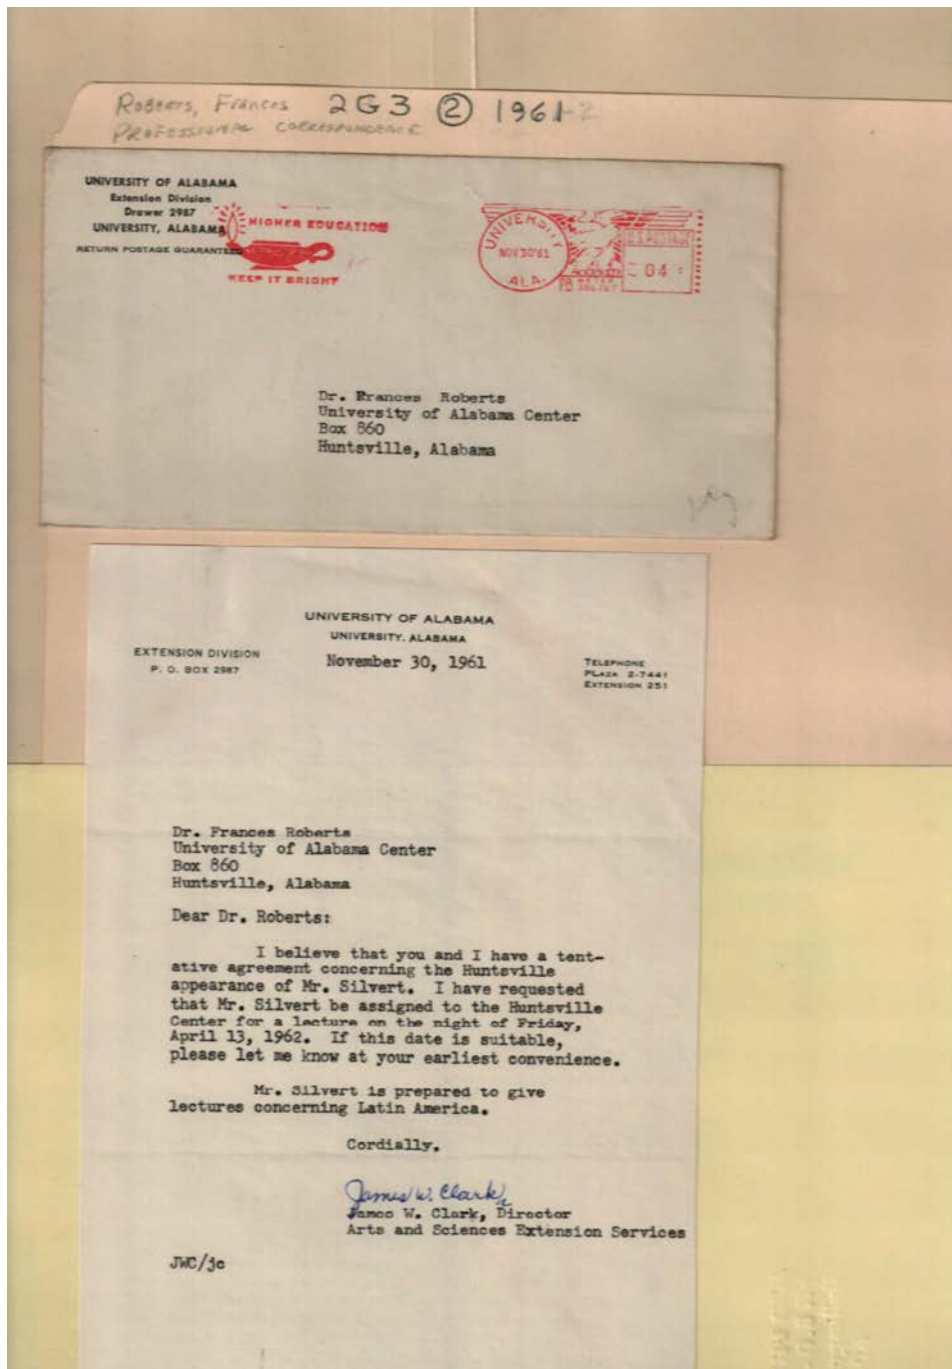 Roberts, Frances 2G3 ② 1961-2
PROFESSIONAL CORRESPONDENCE
UNIVERSITY OF ALABAMA
Extension Division
Drawer 2987
UNIVERSITY, ALABAMA
RETURN POSTAGE GUARANTEED
HIGHER EDUCATION
KEEP IT BRIGHT
UNIVERSITY
NOV 30'61
ALA.
U.S. POSTAGE
04
METER
Dr. Frances Roberts
University of Alabama Center
Box 860
Huntsville, Alabama
UNIVERSITY OF ALABAMA
UNIVERSITY, ALABAMA
EXTENSION DIVISION
P. O. BOX 2987
November 30, 1961
TELEPHONE
PLAZA 2-7441
EXTENSION 251
Dr. Frances Roberts
University of Alabama Center
Box 860
Huntsville, Alabama
Dear Dr. Roberts:
I believe that you and I have a tent-
ative agreement concerning the Huntsville
appearance of Mr. Silvert. I have requested
that Mr. Silvert be assigned to the Huntsville
Center for a lecture on the night of Friday,
April 13, 1962. If this date is suitable,
please let me know at your earliest convenience.
Mr. Silvert is prepared to give
lectures concerning Latin America.
Cordially,
James W. Clark
James W. Clark, Director
Arts and Sciences Extension Services
JWC/jc